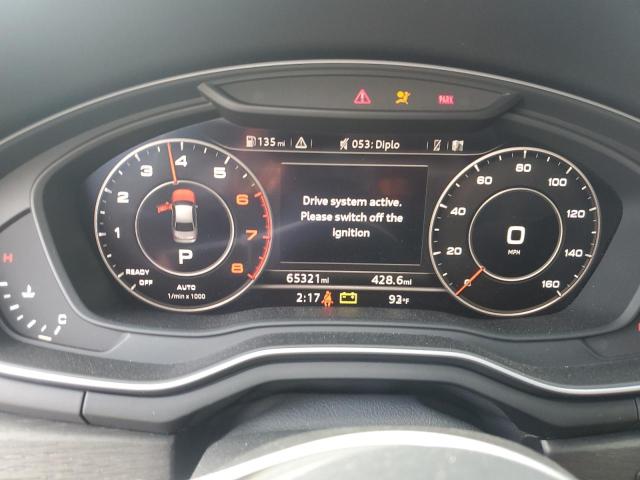 PARK
135 mi
053: Diplo
1
2
3
4
5
6
7
8
READY
OFF
P
AUTO
1/min x 1000
Drive system active.
Please switch off the
ignition
65321mi
428.6mi
2:17
93°F
0
20
40
60
80
100
120
140
160
0
MPH
H
C